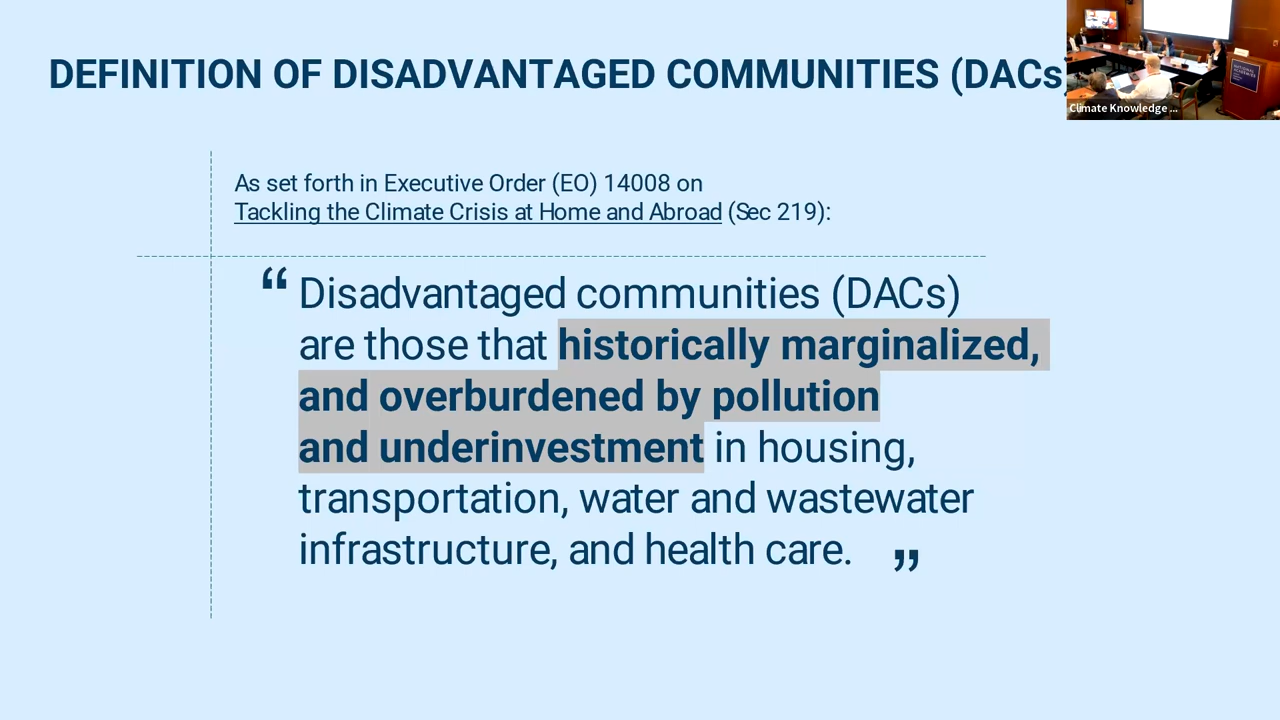 DEFINITION OF DISADVANTAGED COMMUNITIES (DACs
Climate Knowledge ...
As set forth in Executive Order (EO) 14008 on
Tackling the Climate Crisis at Home and Abroad (Sec 219):
“ Disadvantaged communities (DACs)
are those that historically marginalized,
and overburdened by pollution
and underinvestment in housing,
transportation, water and wastewater
infrastructure, and health care. ”